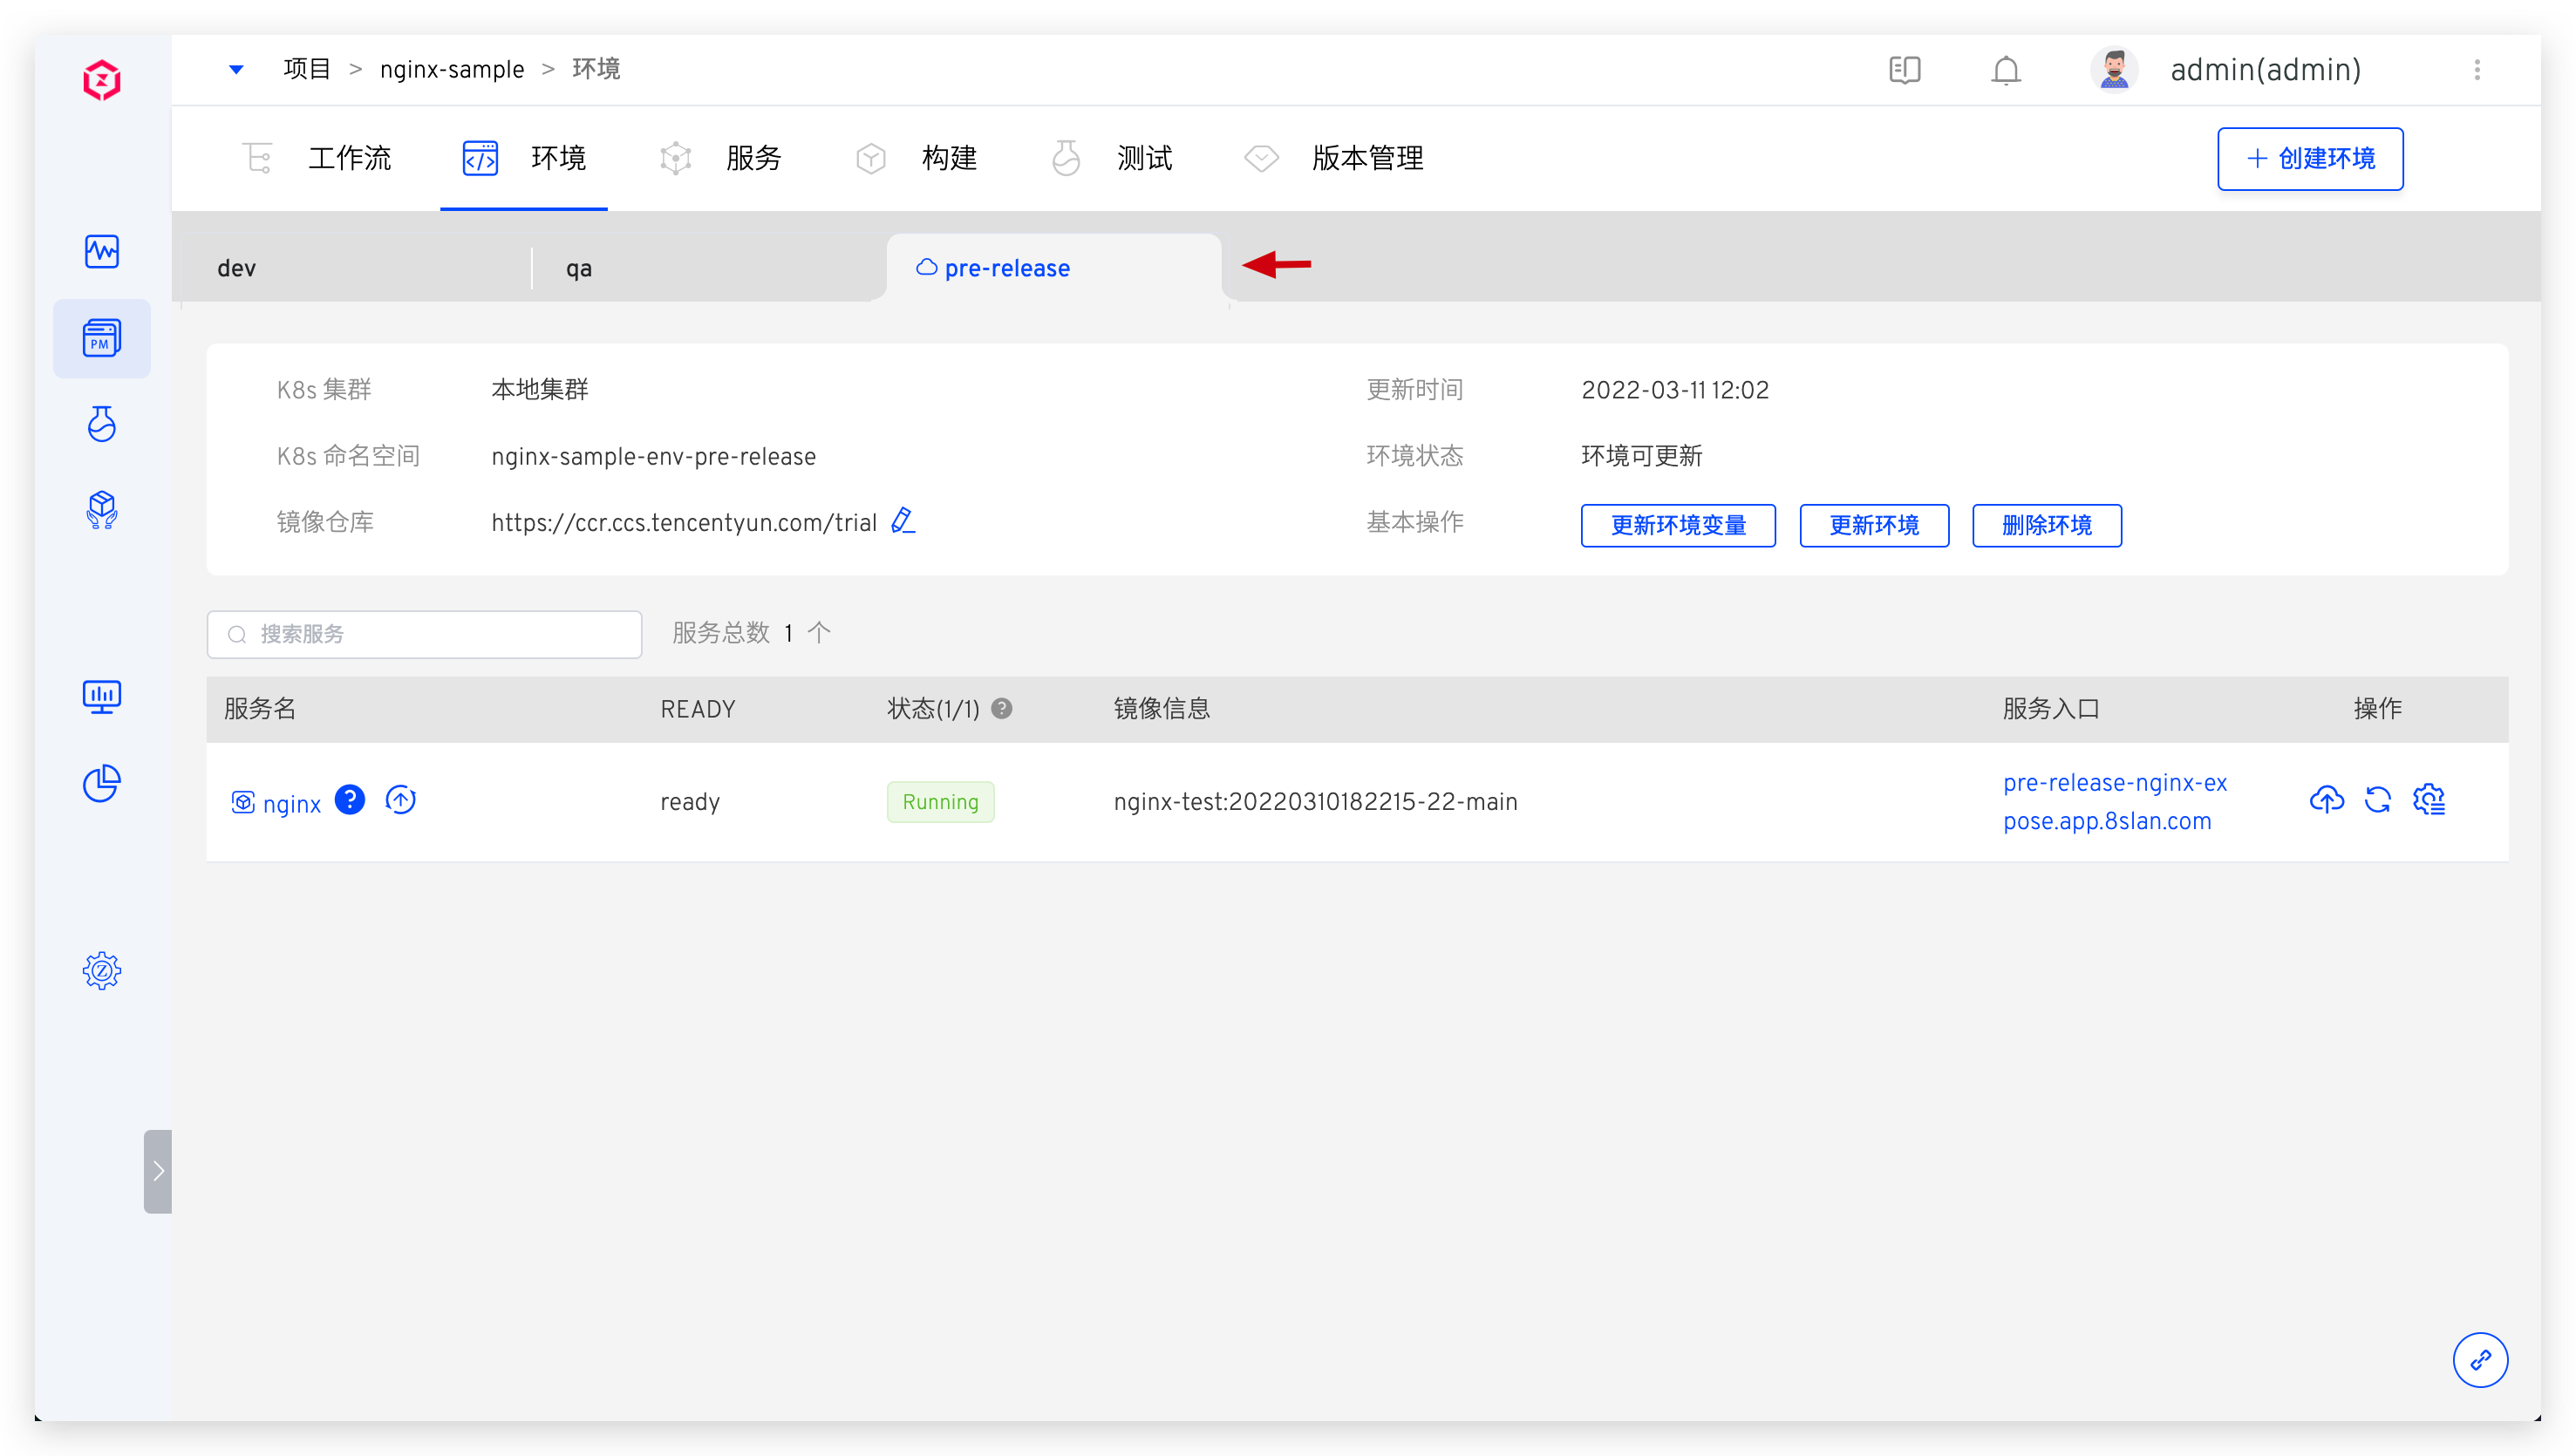 项目 > nginx-sample > 环境
admin(admin)
工作流
环境
服务
构建
测试
版本管理
+ 创建环境
dev
qa
pre-release
PM
K8s 集群 本地集群
更新时间 2022-03-11 12:02
K8s 命名空间 nginx-sample-env-pre-release
环境状态 环境可更新
镜像仓库 https://ccr.ccs.tencentyun.com/trial
基本操作 更新环境变量 更新环境 删除环境
搜索服务
服务总数 1 个
服务名 READY 状态(1/1) ? 镜像信息 服务入口 操作
nginx ? ready Running nginx-test:20220310182215-22-main
pre-release-nginx-ex
pose.app.8slan.com